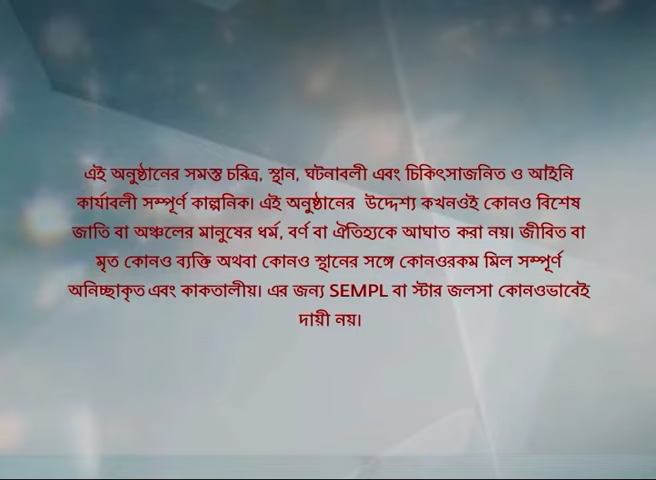 এই অনুষ্ঠানের সমস্ত চরিত্র, স্থান, ঘটনাবলী এবং চিকিৎসাজনিত ও আইনি
কার্যাবলী সম্পূর্ণ কাল্পনিক। এই অনুষ্ঠানের উদ্দেশ্য কখনওই কোনও বিশেষ
জাতি বা অঞ্চলের মানুষের ধর্ম, বর্ণ বা ঐতিহ্যকে আঘাত করা নয়। জীবিত বা
মৃত কোনও ব্যক্তি অথবা কোনও স্থানের সঙ্গে কোনওরকম মিল সম্পূর্ণ
অনিচ্ছাকৃত এবং কাকতালীয়। এর জন্য SEMPL বা স্টার জলসা কোনওভাবেই
দায়ী নয়।